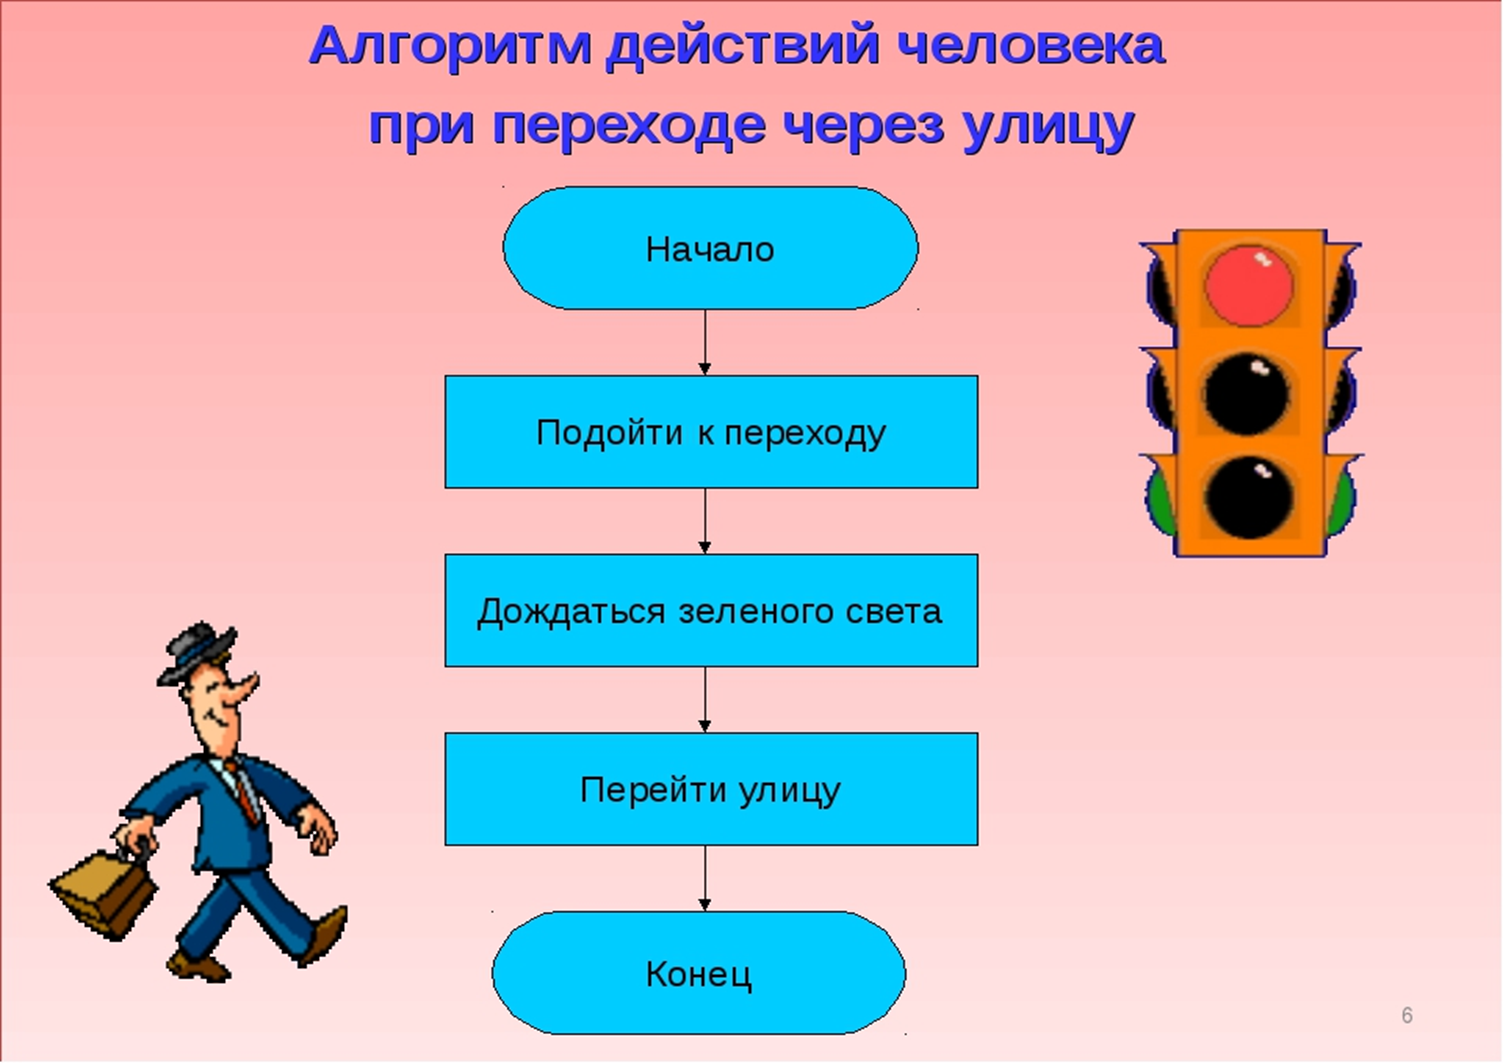 Алгоритм действий человека
при переходе через улицу
Начало
Подойти к переходу
Дождаться зеленого света
Перейти улицу
Конец
6